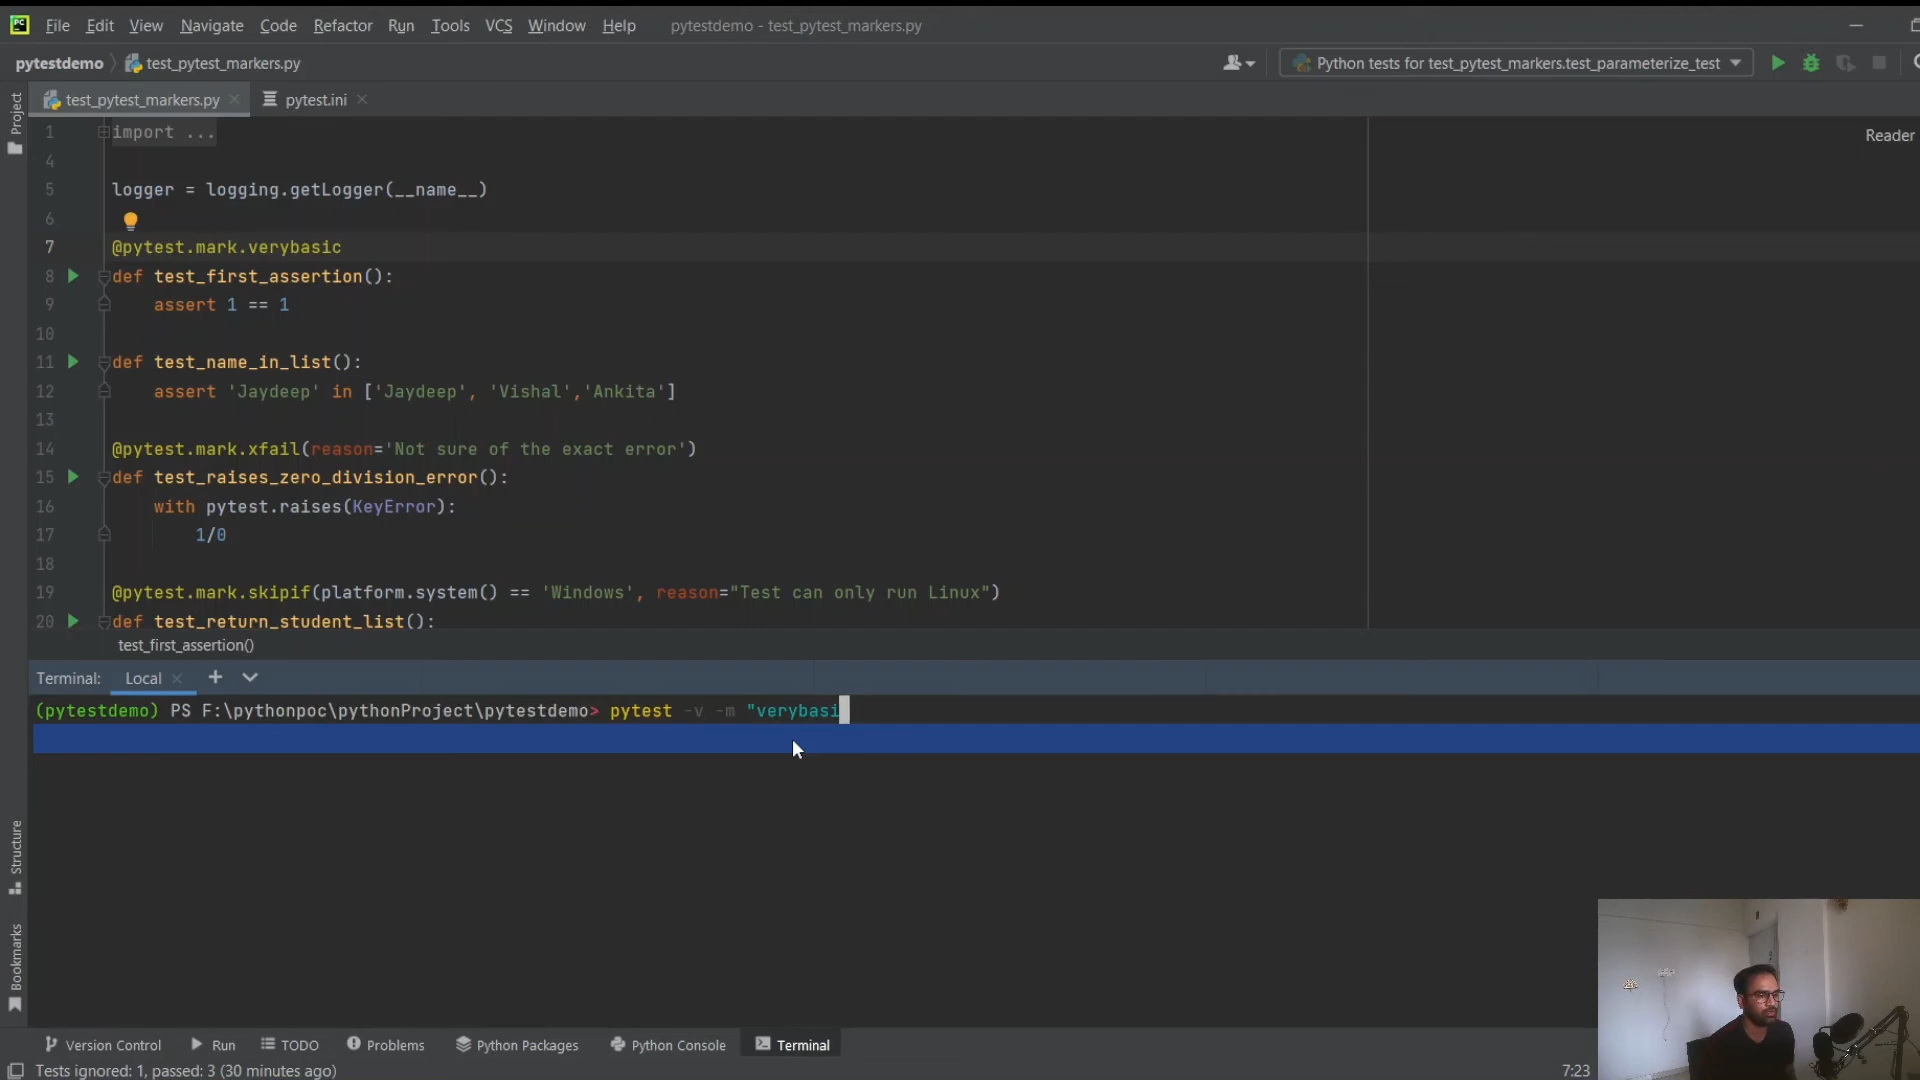 File Edit View Navigate Code Refactor Run Tools VCS Window Help pytestdemo - test_pytest_markers.py
pytestdemo test_pytest_markers.py Python tests for test_pytest_markers.test_parameterize_test
test_pytest_markers.py pytest.ini
Project
Reader
1 import ...
4
5 logger = logging.getLogger(__name__)
6
7 @pytest.mark.verybasic
8 def test_first_assertion():
9 assert 1 == 1
10
11 def test_name_in_list():
12 assert 'Jaydeep' in ['Jaydeep', 'Vishal','Ankita']
13
14 @pytest.mark.xfail(reason='Not sure of the exact error')
15 def test_raises_zero_division_error():
16 with pytest.raises(KeyError):
17 1/0
18
19 @pytest.mark.skipif(platform.system() == 'Windows', reason="Test can only run Linux")
20 def test_return_student_list():
test_first_assertion()
Terminal: Local
(pytestdemo) PS F:\pythonpoc\pythonProject\pytestdemo> pytest -v -m "verybasi
Structure
Bookmarks
Version Control Run TODO Problems Python Packages Python Console Terminal
Tests ignored: 1, passed: 3 (30 minutes ago) 7:23